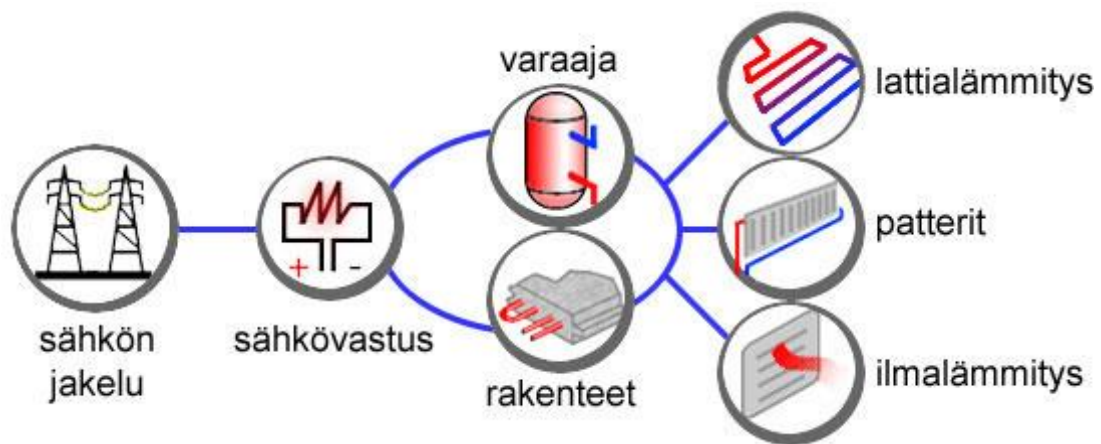 sähkön
jakelu
sähkövastus
+ -
varaaja
rakenteet
lattialämmitys
patterit
ilmalämmitys